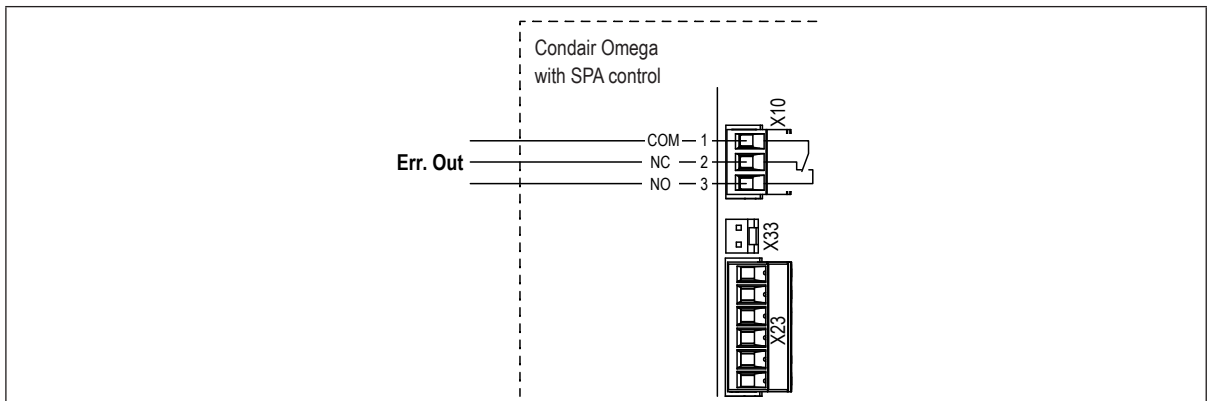 Condair Omega
with SPA control
Err. Out
COM 1
NC 2
NO 3
X10
X33
X23